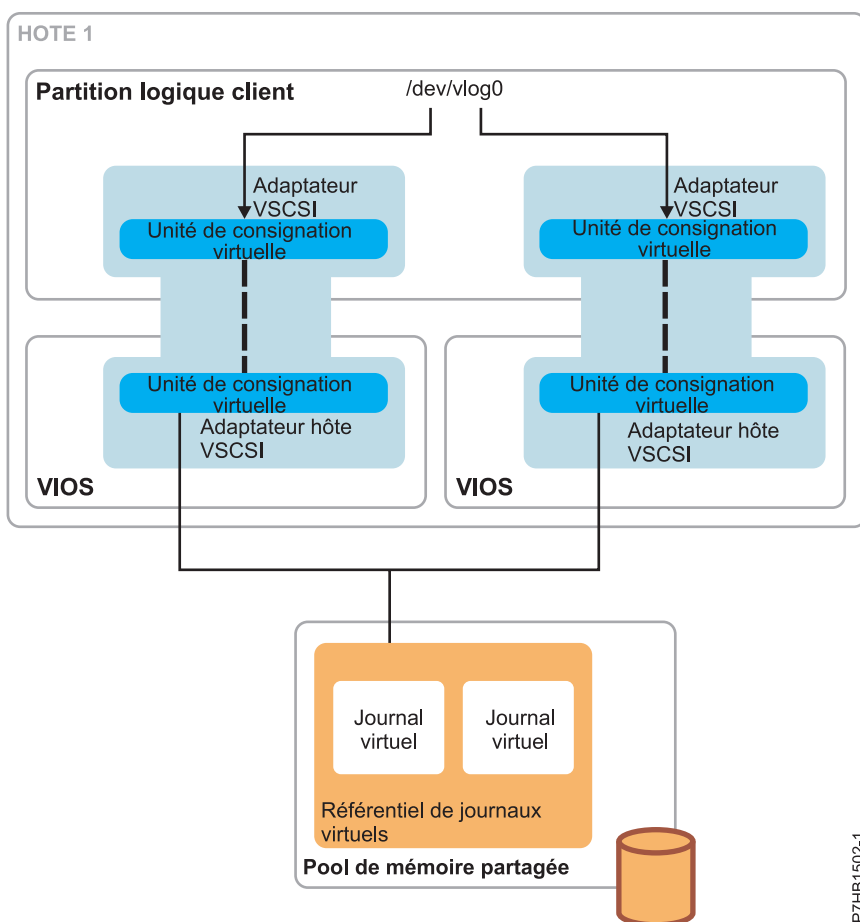 HOTE 1
Partition logique client
/dev/vlog0
Adaptateur
VSCSI
Unité de consignation
virtuelle
Adaptateur
VSCSI
Unité de consignation
virtuelle
Unité de consignation
virtuelle
Adaptateur hôte
VSCSI
VIOS
Unité de consignation
virtuelle
Adaptateur hôte
VSCSI
VIOS
Journal
virtuel
Journal
virtuel
Référentiel de journaux
virtuels
Pool de mémoire partagée
P7HB1502-1